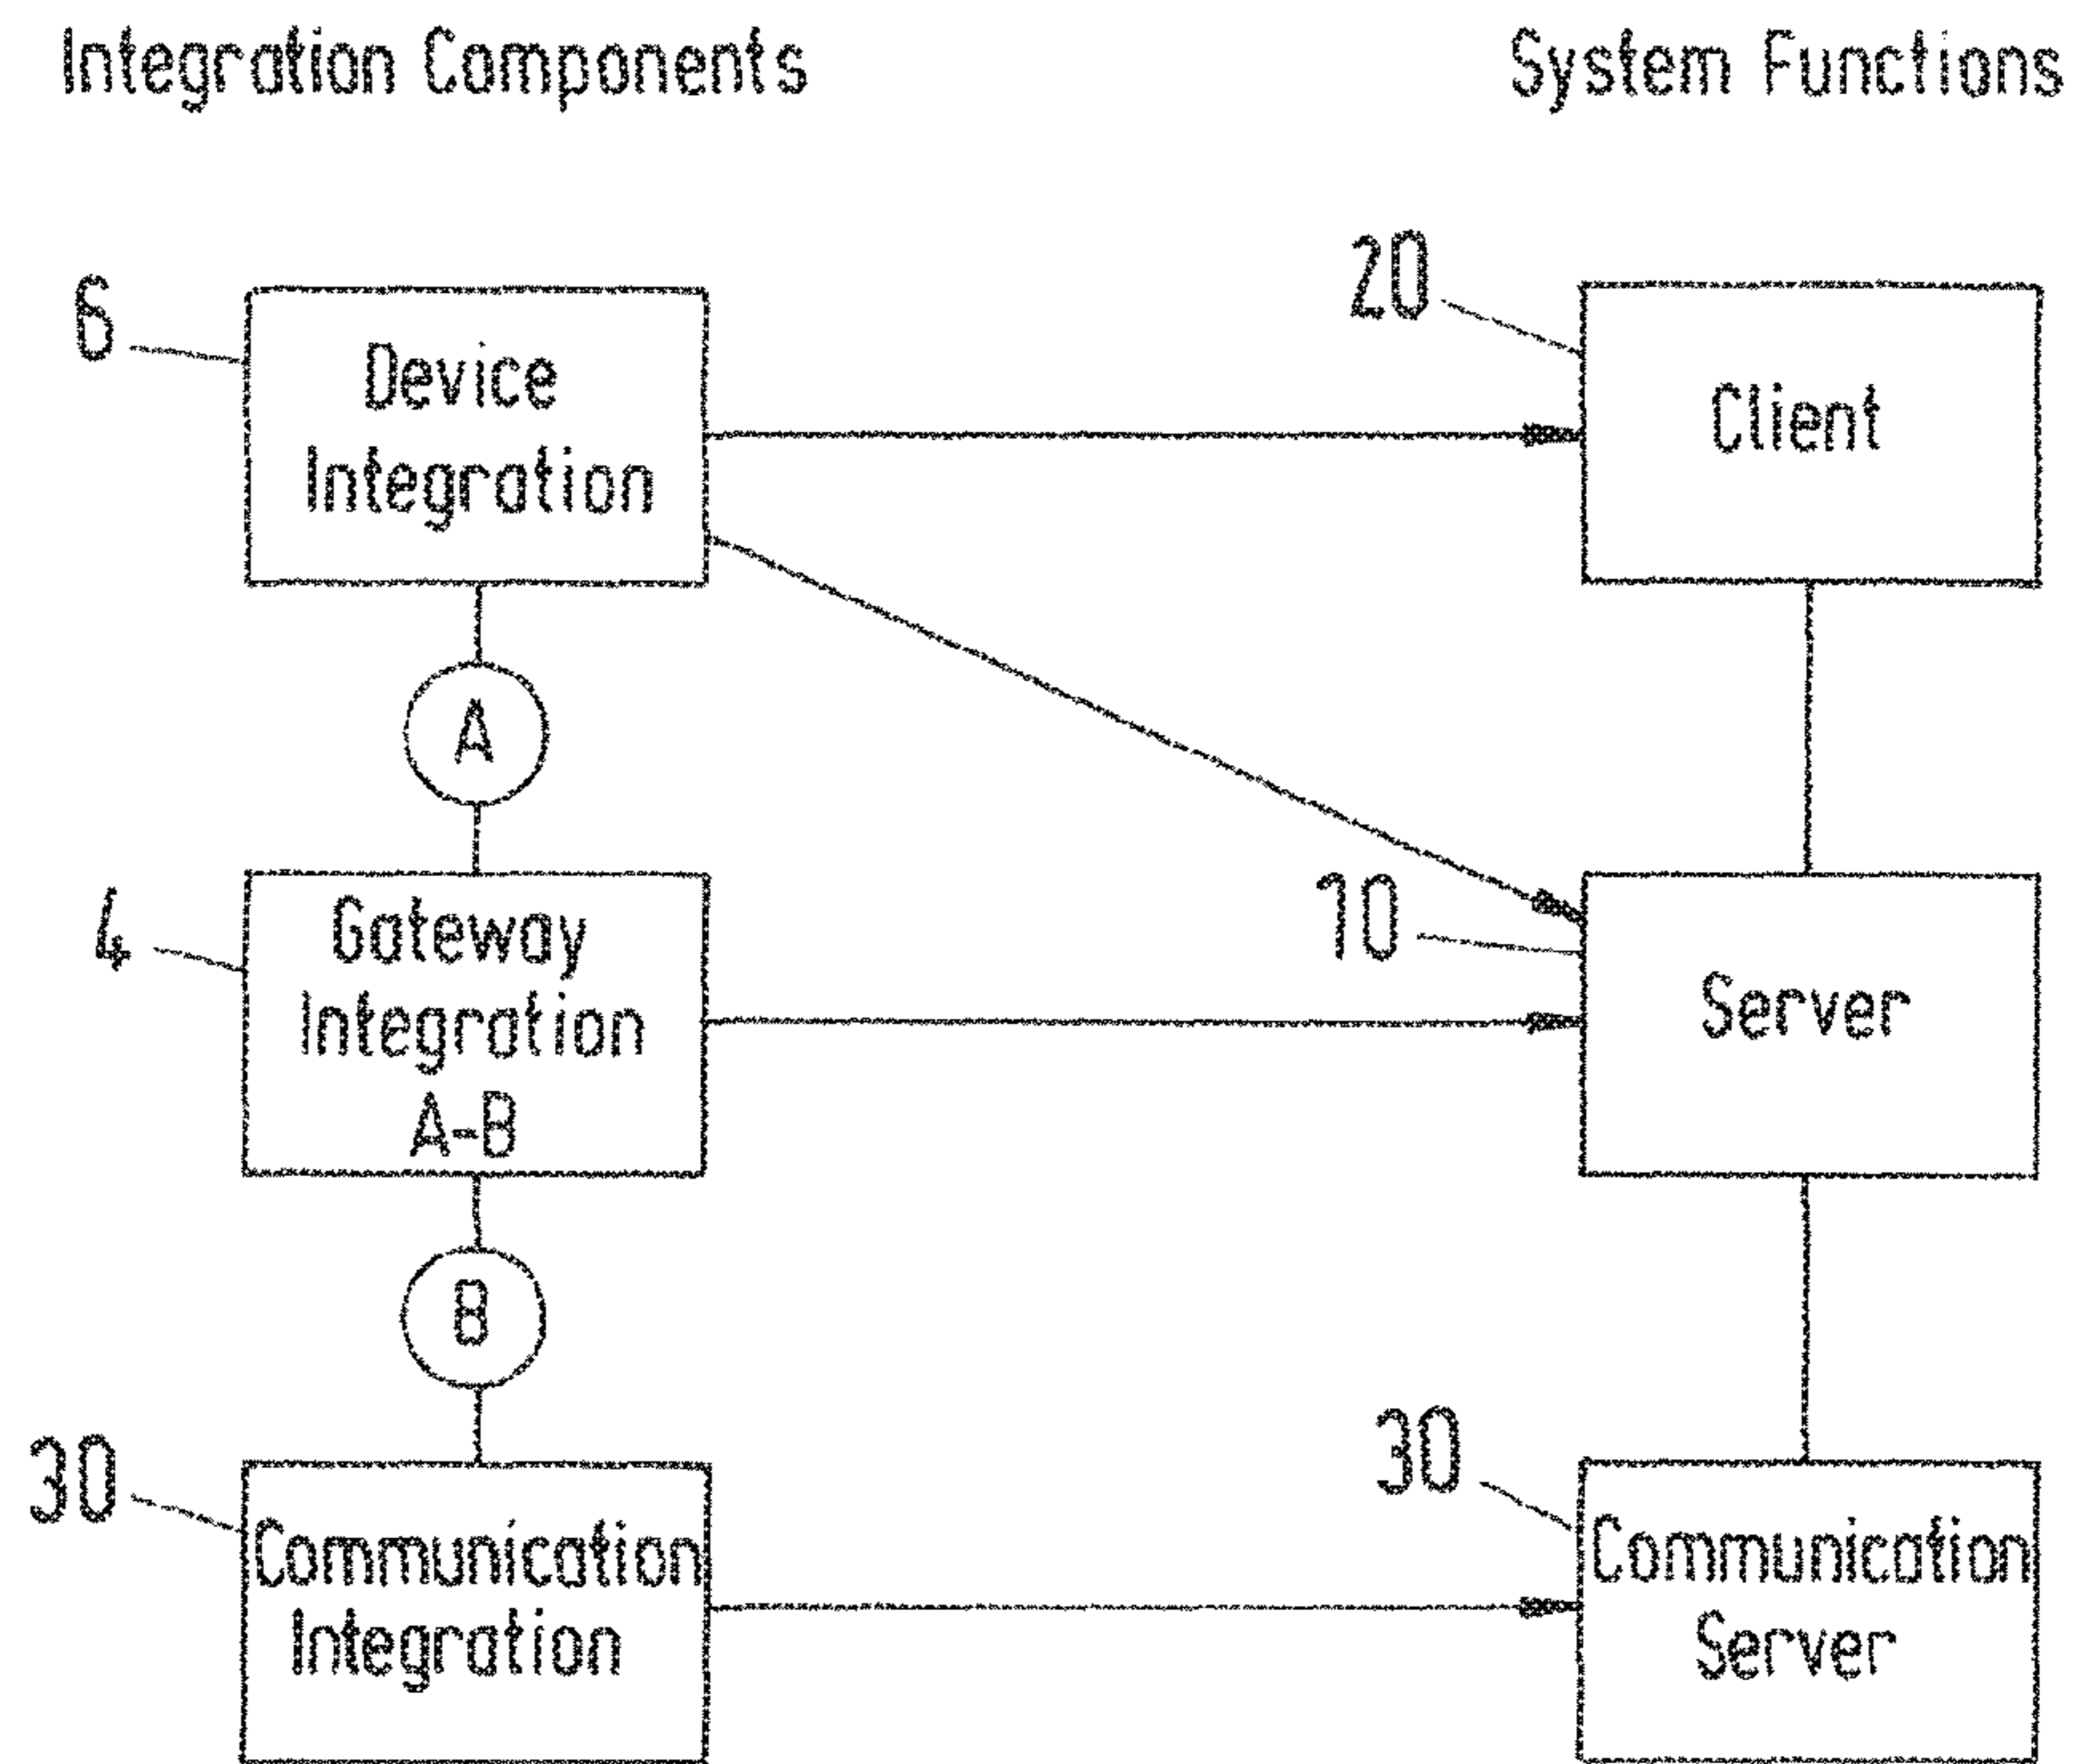 Integration Components
System Functions
6
Device
Integration
20
Client
A
4
Gateway
Integration
A-B
10
Server
B
30
Communication
Integration
30
Communication
Server